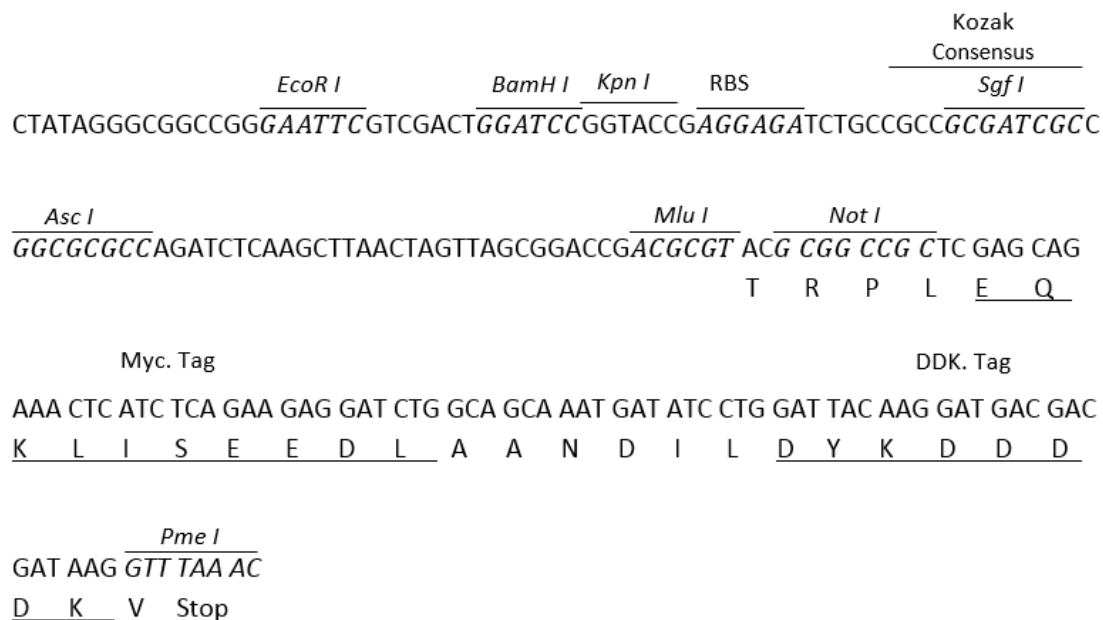 Kozak
Consensus
EcoR I BamH I Kpn I RBS Sgf I
CTATAGGGCGGCCGGGAATTCGTCGACTGGATCCGGTACCGAGGAGATCTGCCGCCGCGATCGCC
Asc I Mlu I Not I
GGCGCGCCAGATCTCAAGCTTAACTAGTTAGCGGACCGACGCGT ACG CGG CCG CTC GAG CAG
T R P L E Q
Myc. Tag DDK. Tag
AAA CTC ATC TCA GAA GAG GAT CTG GCA GCA AAT GAT ATC CTG GAT TAC AAG GAT GAC GAC
K L I S E E D L A A N D I L D Y K D D D
Pme I
GAT AAG GTT TAA AC
D K V Stop